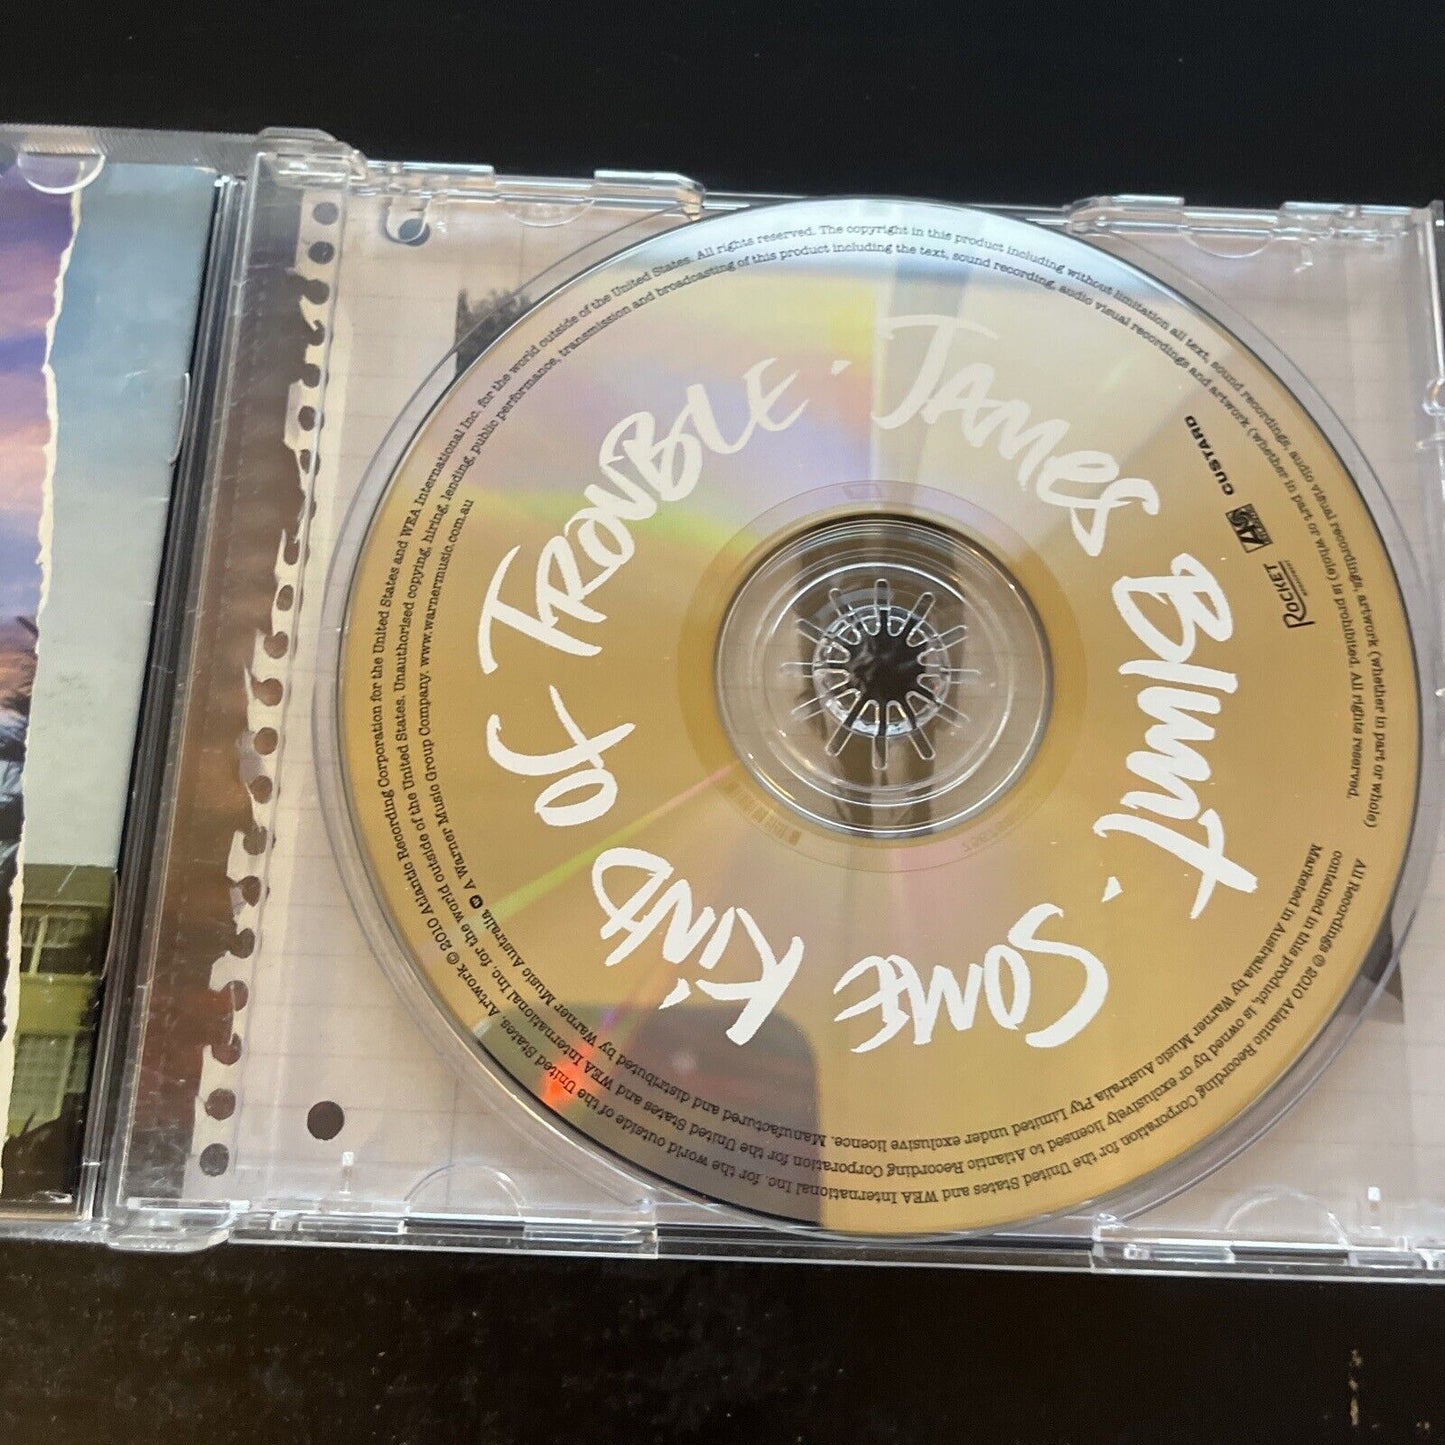 James Blunt. Some Kind of Trouble.
CUSTARD
ROCKET
All Recordings ℗ 2010 Atlantic Recording Corporation for the United States and WEA International Inc. for the world outside of the United States. Artwork © 2010 Atlantic Recording Corporation for the United States and WEA International Inc. for the world outside of the United States. All rights reserved. The copyright in this product including without limitation all text, sound recordings, audio visual recordings, artwork (whether in part or whole)
contained in this product, is owned by or exclusively licensed to Atlantic Recording Corporation for the United States and WEA International Inc. for the world outside of the United States. Unauthorised copying, hiring, lending, public performance, transmission and broadcasting of this product including the text, sound recording, audio visual recordings and artwork (whether in part or whole) is prohibited. All rights reserved.
Marketed in Australia by Warner Music Australia Pty Limited under exclusive licence. Manufactured and distributed by Warner Music Australia A Warner Music Group Company. www.warnermusic.com.au